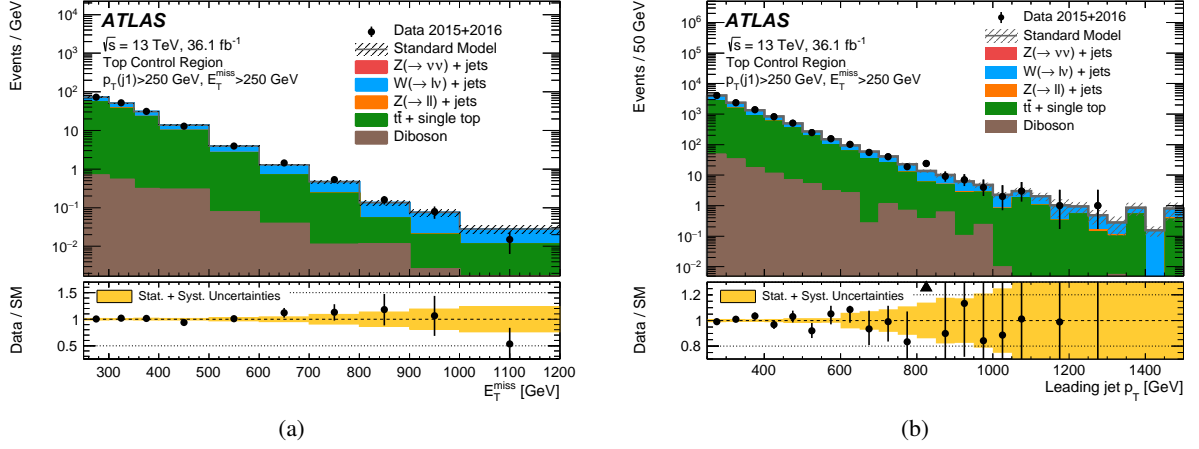 Events / GeV
10⁴
10³
10²
10
1
10⁻¹
10⁻²
ATLAS
√s = 13 TeV, 36.1 fb⁻¹
Top Control Region
p_T(j1)>250 GeV, E_T^miss>250 GeV
Data 2015+2016
Standard Model
Z(→ νν) + jets
W(→ lν) + jets
Z(→ ll) + jets
tt̄ + single top
Diboson
Data / SM
1.5
1
0.5
Stat. + Syst. Uncertainties
300 400 500 600 700 800 900 1000 1100 1200
E_T^miss [GeV]
(a)
Events / 50 GeV
10⁶
10⁵
10⁴
10³
10²
10
1
10⁻¹
10⁻²
ATLAS
√s = 13 TeV, 36.1 fb⁻¹
Top Control Region
p_T(j1)>250 GeV, E_T^miss>250 GeV
Data 2015+2016
Standard Model
Z(→ νν) + jets
W(→ lν) + jets
Z(→ ll) + jets
tt̄ + single top
Diboson
Data / SM
1.2
1.0
0.8
Stat. + Syst. Uncertainties
400 600 800 1000 1200 1400
Leading jet p_T [GeV]
(b)